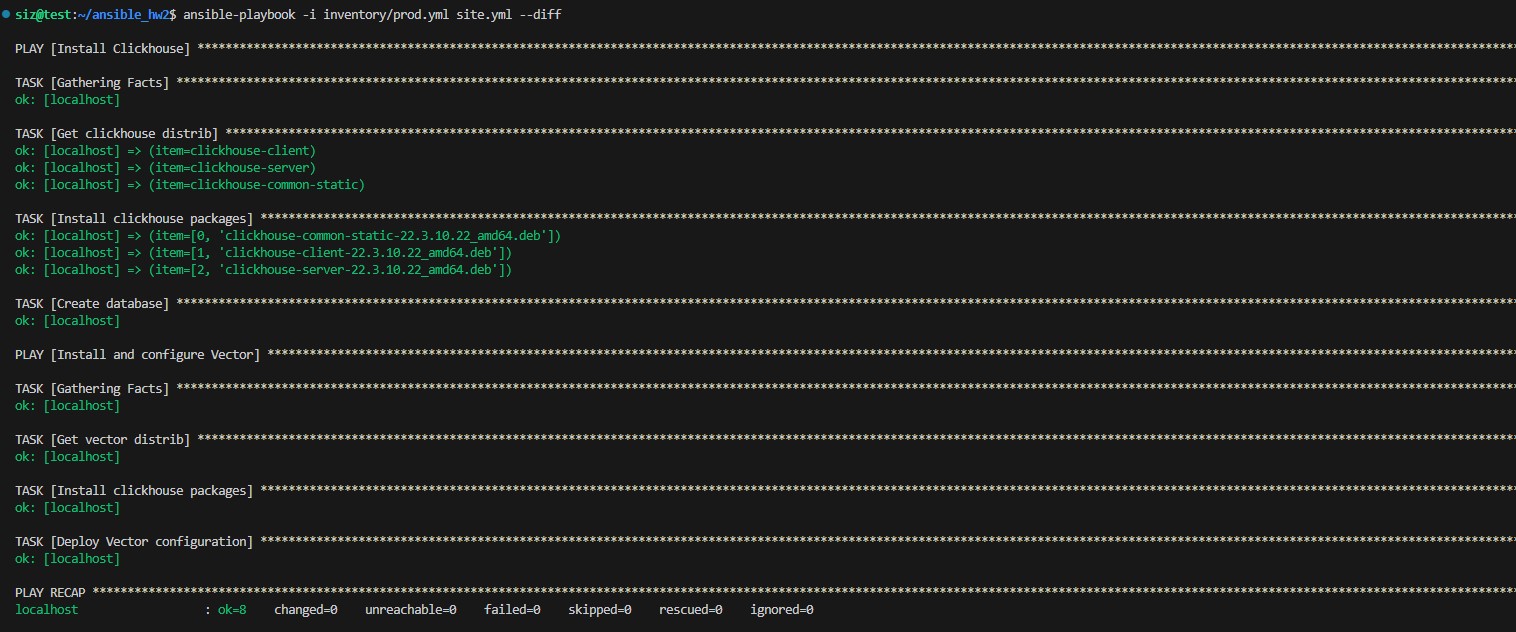 siz@test:~/ansible_hw2$ ansible-playbook -i inventory/prod.yml site.yml --diff
PLAY [Install Clickhouse] ****************************************************************************************************
TASK [Gathering Facts] ****************************************************************************************************
ok: [localhost]
TASK [Get clickhouse distrib] ****************************************************************************************************
ok: [localhost] => (item=clickhouse-client)
ok: [localhost] => (item=clickhouse-server)
ok: [localhost] => (item=clickhouse-common-static)
TASK [Install clickhouse packages] ****************************************************************************************************
ok: [localhost] => (item=[0, 'clickhouse-common-static-22.3.10.22_amd64.deb'])
ok: [localhost] => (item=[1, 'clickhouse-client-22.3.10.22_amd64.deb'])
ok: [localhost] => (item=[2, 'clickhouse-server-22.3.10.22_amd64.deb'])
TASK [Create database] ****************************************************************************************************
ok: [localhost]
PLAY [Install and configure Vector] ****************************************************************************************************
TASK [Gathering Facts] ****************************************************************************************************
ok: [localhost]
TASK [Get vector distrib] ****************************************************************************************************
ok: [localhost]
TASK [Install clickhouse packages] ****************************************************************************************************
ok: [localhost]
TASK [Deploy Vector configuration] ****************************************************************************************************
ok: [localhost]
PLAY RECAP ****************************************************************************************************
localhost : ok=8 changed=0 unreachable=0 failed=0 skipped=0 rescued=0 ignored=0